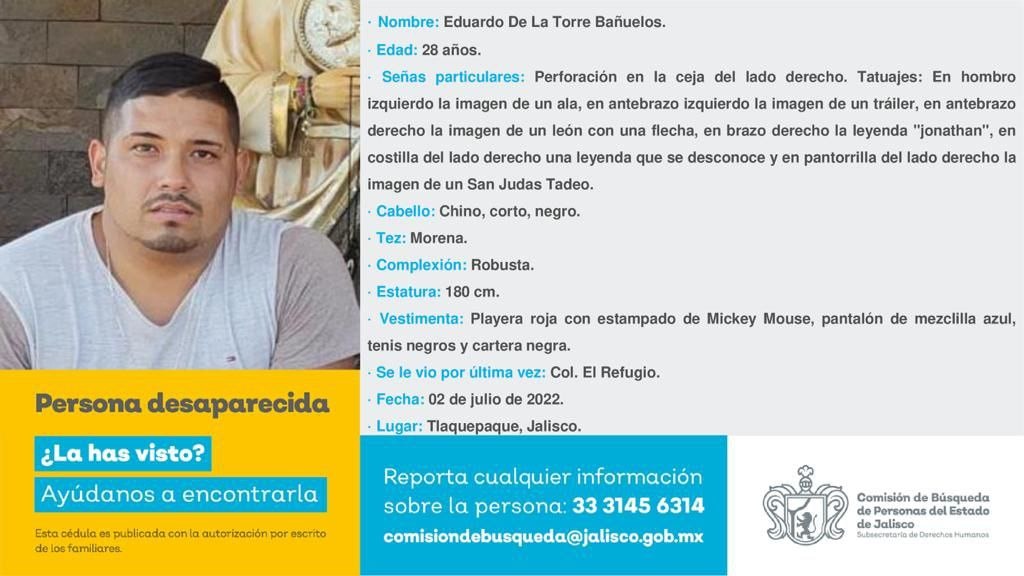 · Nombre: Eduardo De La Torre Bañuelos.
· Edad: 28 años.
· Señas particulares: Perforación en la ceja del lado derecho. Tatuajes: En hombro
izquierdo la imagen de un ala, en antebrazo izquierdo la imagen de un tráiler, en antebrazo
derecho la imagen de un león con una flecha, en brazo derecho la leyenda "jonathan", en
costilla del lado derecho una leyenda que se desconoce y en pantorrilla del lado derecho la
imagen de un San Judas Tadeo.
· Cabello: Chino, corto, negro.
· Tez: Morena.
· Complexión: Robusta.
· Estatura: 180 cm.
· Vestimenta: Playera roja con estampado de Mickey Mouse, pantalón de mezclilla azul,
tenis negros y cartera negra.
· Se le vio por última vez: Col. El Refugio.
· Fecha: 02 de julio de 2022.
· Lugar: Tlaquepaque, Jalisco.
Persona desaparecida
¿La has visto?
Ayúdanos a encontrarla
Esta cédula es publicada con la autorización por escrito
de los familiares.
Reporta cualquier información
sobre la persona: 33 3145 6314
comisiondebusqueda@jalisco.gob.mx
Comisión de Búsqueda
de Personas del Estado
de Jalisco
Subsecretaría de Derechos Humanos